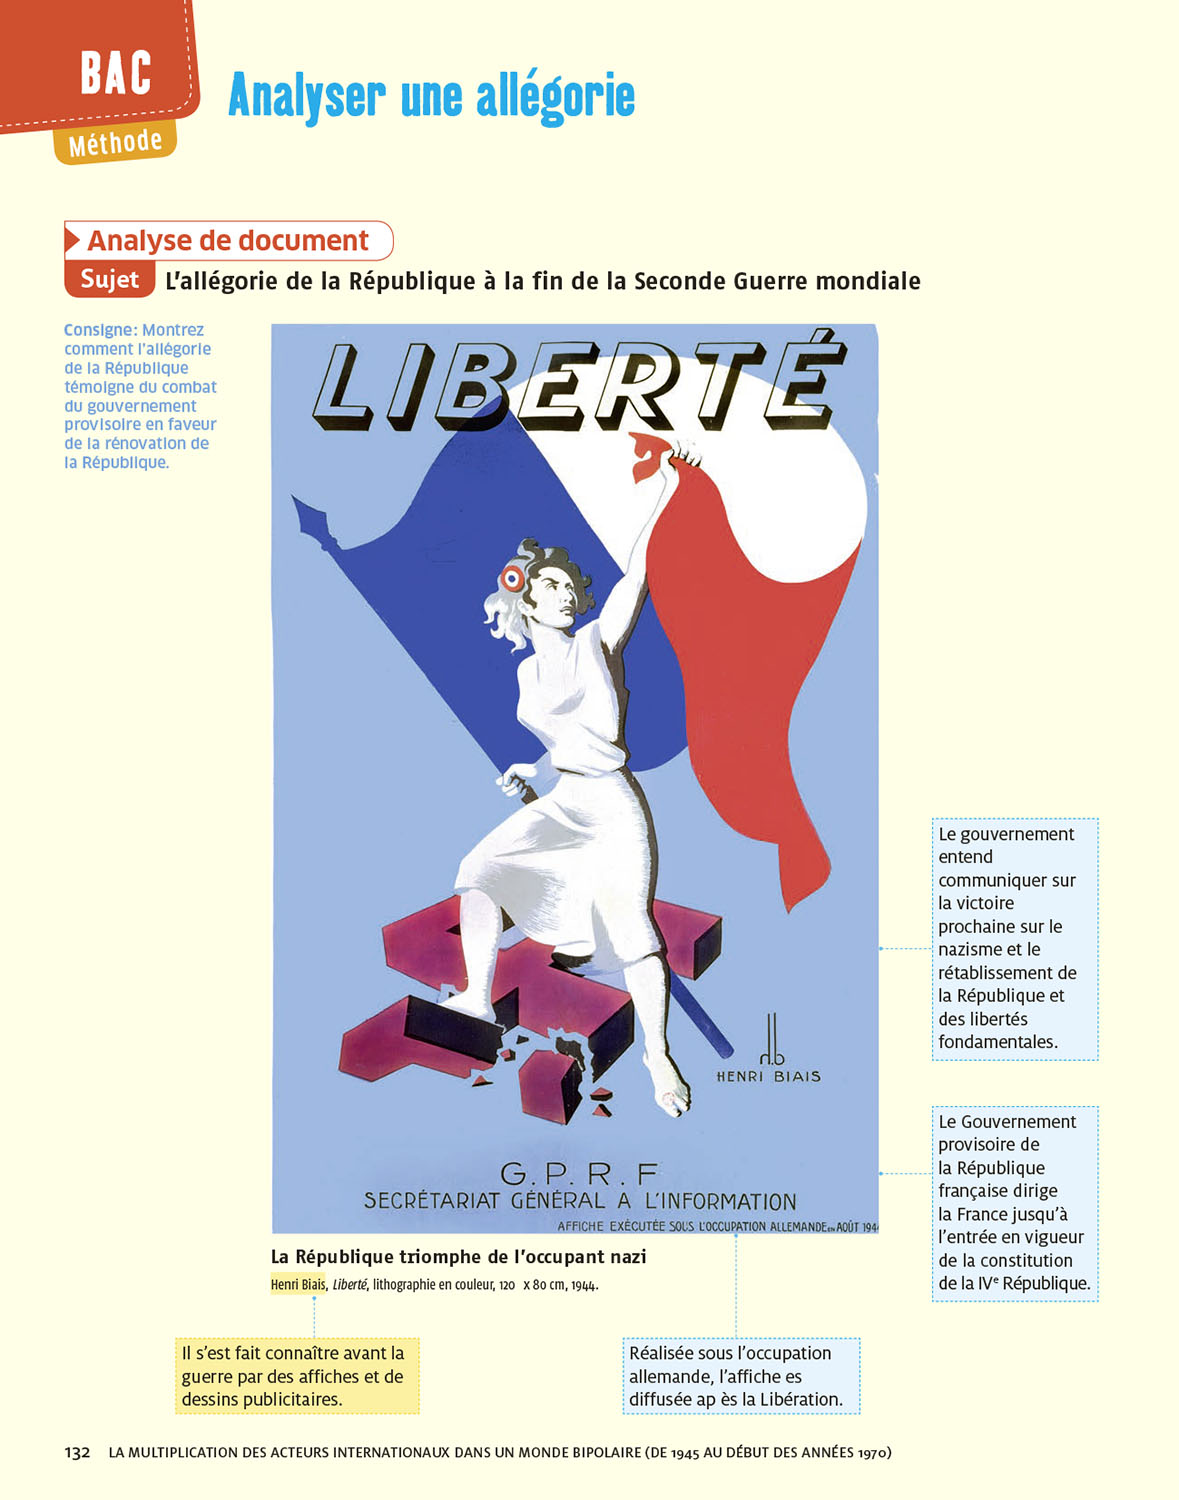 BAC
Méthode
Analyser une allégorie
Analyse de document
Sujet L'allégorie de la République à la fin de la Seconde Guerre mondiale
Consigne: Montrez
comment l'allégorie
de la République
témoigne du combat
du gouvernement
provisoire en faveur
de la rénovation de
la République.
LIBERTÉ
Le gouvernement
entend
communiquer sur
la victoire
prochaine sur le
nazisme et le
rétablissement de
la République et
des libertés
fondamentales.
d.b
HENRI BIAIS
Le Gouvernement
provisoire de
la République
française dirige
la France jusqu'à
l'entrée en vigueur
de la constitution
de la IVe République.
G.P.R.F
SECRÉTARIAT GÉNÉRAL A L'INFORMATION
AFFICHE EXÉCUTÉE SOUS L'OCCUPATION ALLEMANDE EN AOÛT 194
La République triomphe de l'occupant nazi
Henri Biais, Liberté, lithographie en couleur, 120 x 80 cm, 1944.
Il s'est fait connaître avant la
guerre par des affiches et de
dessins publicitaires.
Réalisée sous l'occupation
allemande, l'affiche es
diffusée ap ès la Libération.
132 LA MULTIPLICATION DES ACTEURS INTERNATIONAUX DANS UN MONDE BIPOLAIRE (DE 1945 AU DÉBUT DES ANNÉES 1970)